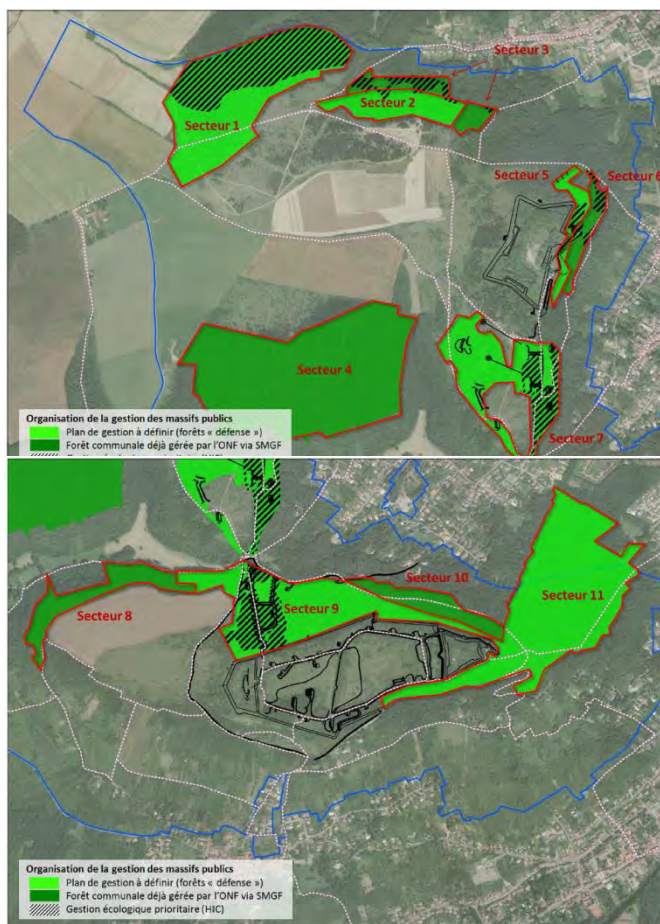 Secteur 3
Secteur 1
Secteur 2
Secteur 5
Secteur 6
Secteur 4
Organisation de la gestion des massifs publics
Plan de gestion à définir (forêts « défense »)
Forêt communale déjà gérée par l'ONF via SMGF
Secteur 7
Secteur 10
Secteur 8
Secteur 9
Secteur 11
Organisation de la gestion des massifs publics
Plan de gestion à définir (forêts « défense »)
Forêt communale déjà gérée par l'ONF via SMGF
Gestion écologique prioritaire (HIC)